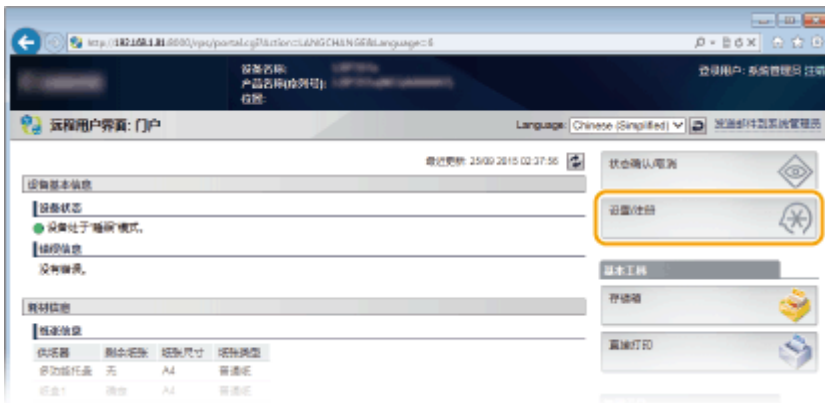 http://192.168.1.81:8000/rps/portal.cgi?Action=LANGCHANGE&Language=6
设备名称:
产品名称(序列号):
位置:
登录用户: 系统管理员 注销
远程用户界面: 门户
Language: Chinese (Simplified)
发送邮件到系统管理员
最近更新: 25/09 2015 02:37:56
状态确认/取消
设备基本信息
设置/注册
设备状态
设备处于"睡眠"模式。
错误信息
没有错误。
基本工具
存储箱
耗材信息
纸张信息
直接打印
供纸器 剩余纸张 纸张尺寸 纸张类型
多功能托盘 无 A4 普通纸
纸盒1 A4 普通纸